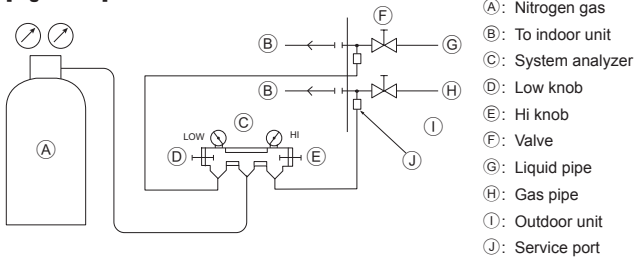 Ⓐ
Ⓑ
Ⓑ
Ⓒ
LOW
HI
Ⓓ
Ⓔ
Ⓕ
Ⓖ
Ⓗ
Ⓘ
Ⓙ
Ⓐ: Nitrogen gas
Ⓑ: To indoor unit
Ⓒ: System analyzer
Ⓓ: Low knob
Ⓔ: Hi knob
Ⓕ: Valve
Ⓖ: Liquid pipe
Ⓗ: Gas pipe
Ⓘ: Outdoor unit
Ⓙ: Service port